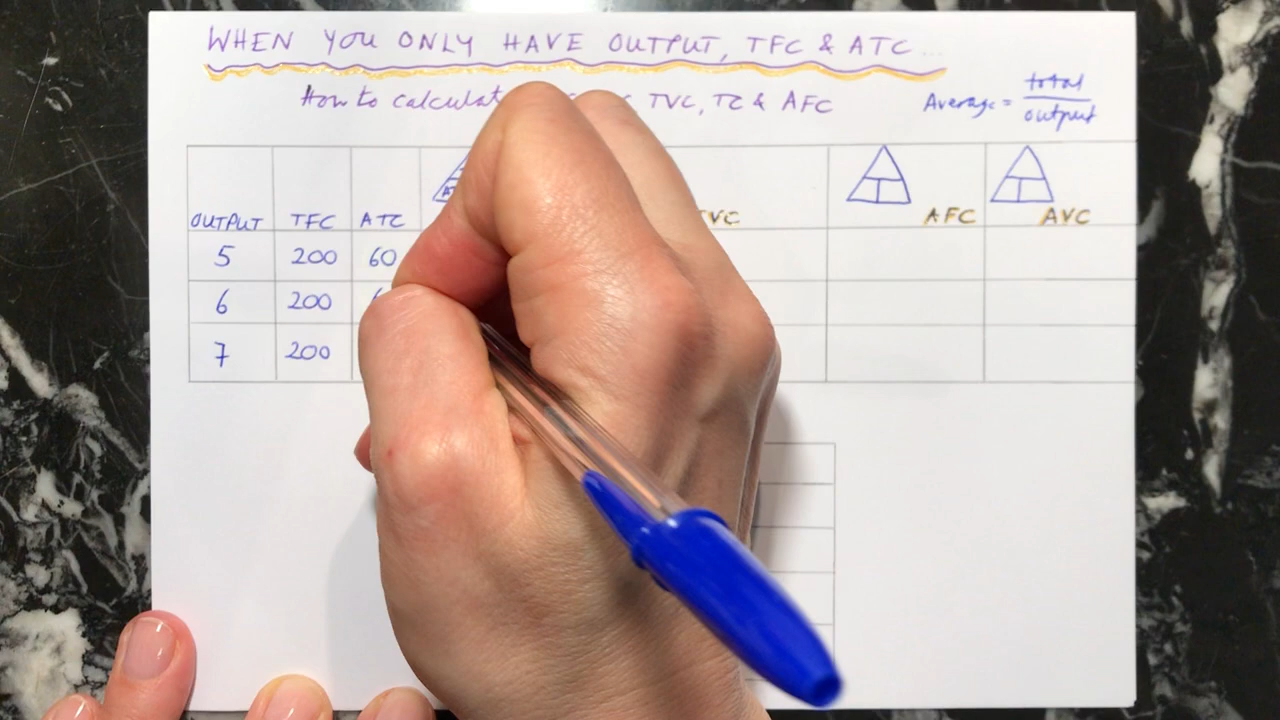 WHEN YOU ONLY HAVE OUTPUT, TFC & ATC ...
How to calculat TVC, TC & AFC
Average = total
output
OUTPUT TFC ATC VC AFC AVC
5 200 60
6 200
7 200